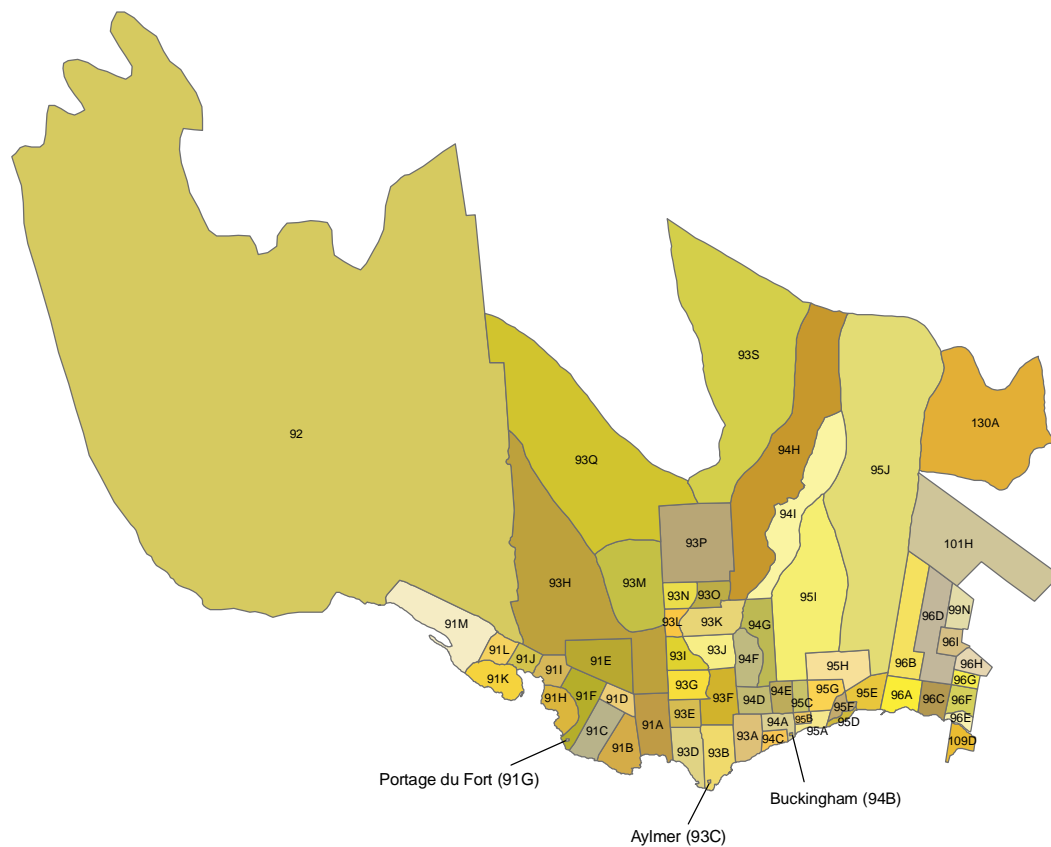 93S
130A
92
94H
93Q
95J
94I
93P
101H
93H
93M
93N
93O
95I
96D
99N
91M
93L
93K
94G
96I
91L
91J
91E
93I
93J
94F
95H
96B
96H
91K
91I
93G
96G
91H
91F
91D
93F
94D
94E
95C
95G
95E
96A
96C
96F
93E
95F
91C
91A
94A
95B
95D
96E
91B
93D
93B
93A
94C
95A
109D
Portage du Fort (91G)
Buckingham (94B)
Aylmer (93C)